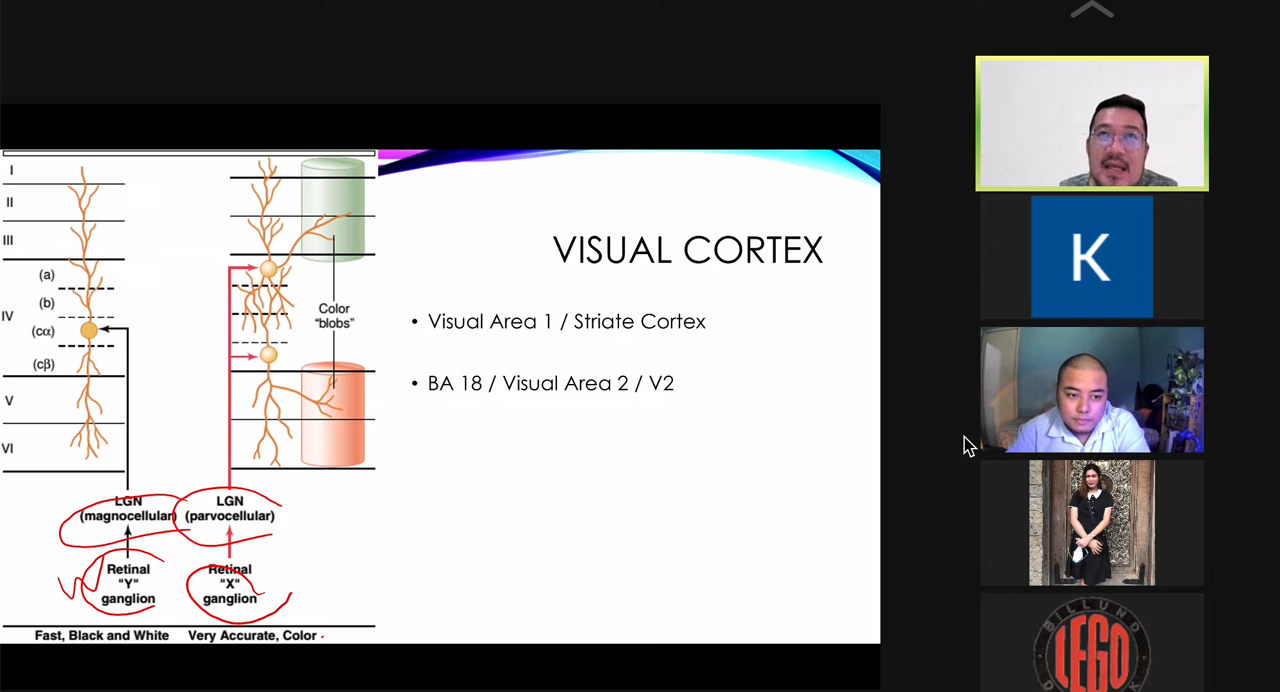 I
II
III
(a)
(b)
IV
(cα)
(cβ)
V
VI
Color
"blobs"
LGN
(magnocellular)
LGN
(parvocellular)
Retinal
"Y"
ganglion
Retinal
"X"
ganglion
Fast, Black and White
Very Accurate, Color
VISUAL CORTEX
• Visual Area 1 / Striate Cortex
• BA 18 / Visual Area 2 / V2
K
BILLUND
LEGO